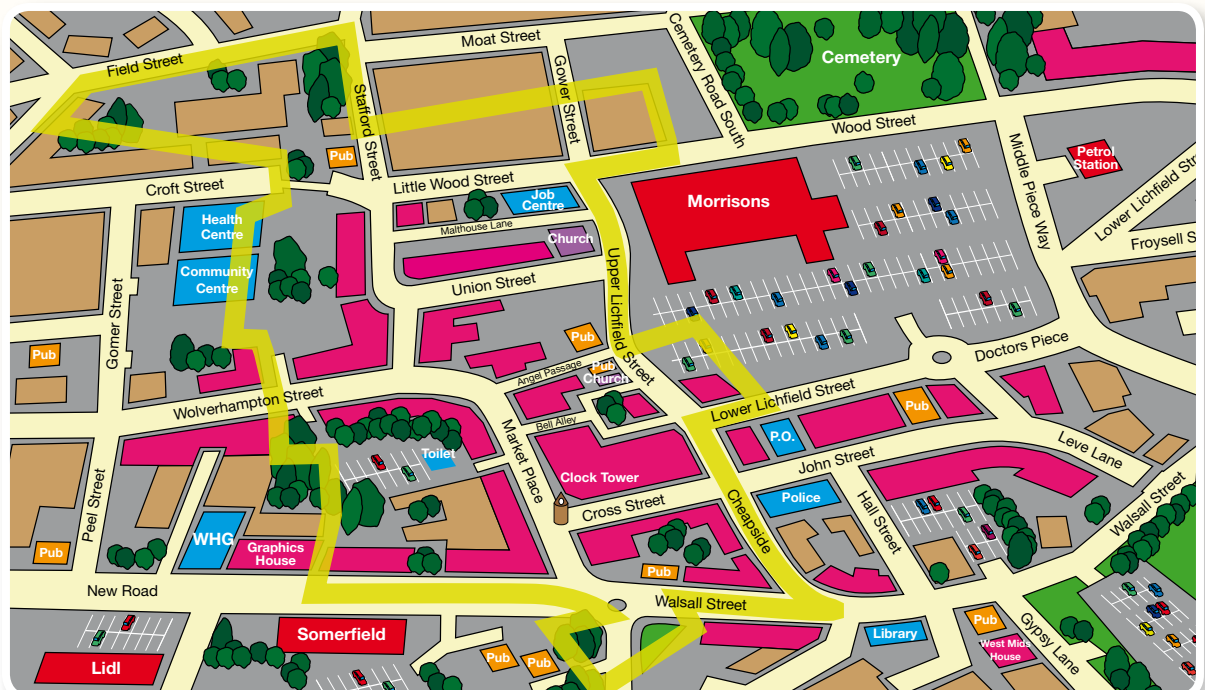 Moat Street
Field Street
Gower Street
Cemetery Road South
Cemetery
Stafford Street
Wood Street
Middle Piece Way
Petrol
Station
Pub
Croft Street
Little Wood Street
Job
Centre
Morrisons
Lower Lichfield Str
Health
Centre
Malthouse Lane
Church
Froysell S
Community
Centre
Union Street
Upper Lichfield Street
Gomer Street
Pub
Pub
Doctors Piece
Angel Passage
Pub
Church
Wolverhampton Street
Lower Lichfield Street
Pub
Bell Alley
P.O.
Market Place
Toilet
John Street
Leve Lane
Clock Tower
Peel Street
Cross Street
Cheapside
Police
Hall Street
Walsall Street
WHG
Graphics
House
Pub
Pub
New Road
Walsall Street
Somerfield
Library
Pub
Gypsy Lane
West Mids
House
Lidl
Pub
Pub